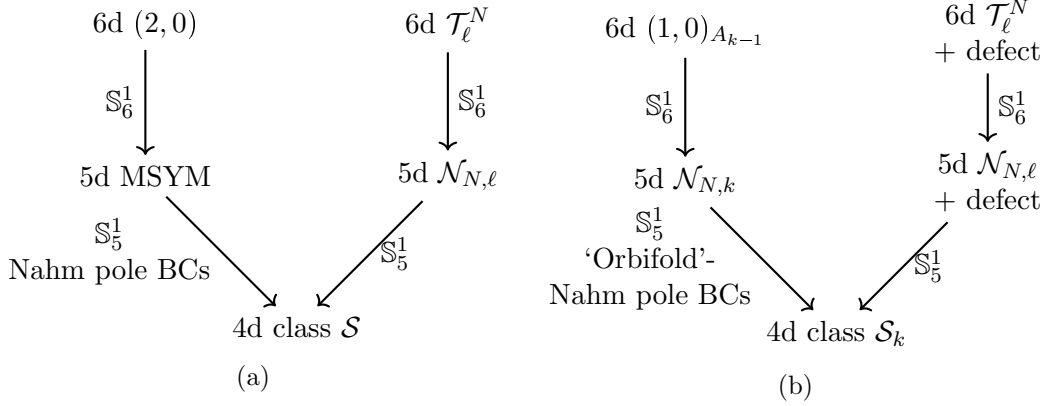 6d (2, 0)
6d 𝒯_ℓ^N
𝕊_6^1
𝕊_6^1
5d MSYM
5d 𝒩_{N,ℓ}
𝕊_5^1
Nahm pole BCs
𝕊_5^1
4d class 𝒮
(a)
6d (1, 0)_{A_{k−1}}
6d 𝒯_ℓ^N
+ defect
𝕊_6^1
𝕊_6^1
5d 𝒩_{N,k}
5d 𝒩_{N,ℓ}
+ defect
𝕊_5^1
‘Orbifold’-
Nahm pole BCs
𝕊_5^1
4d class 𝒮_k
(b)